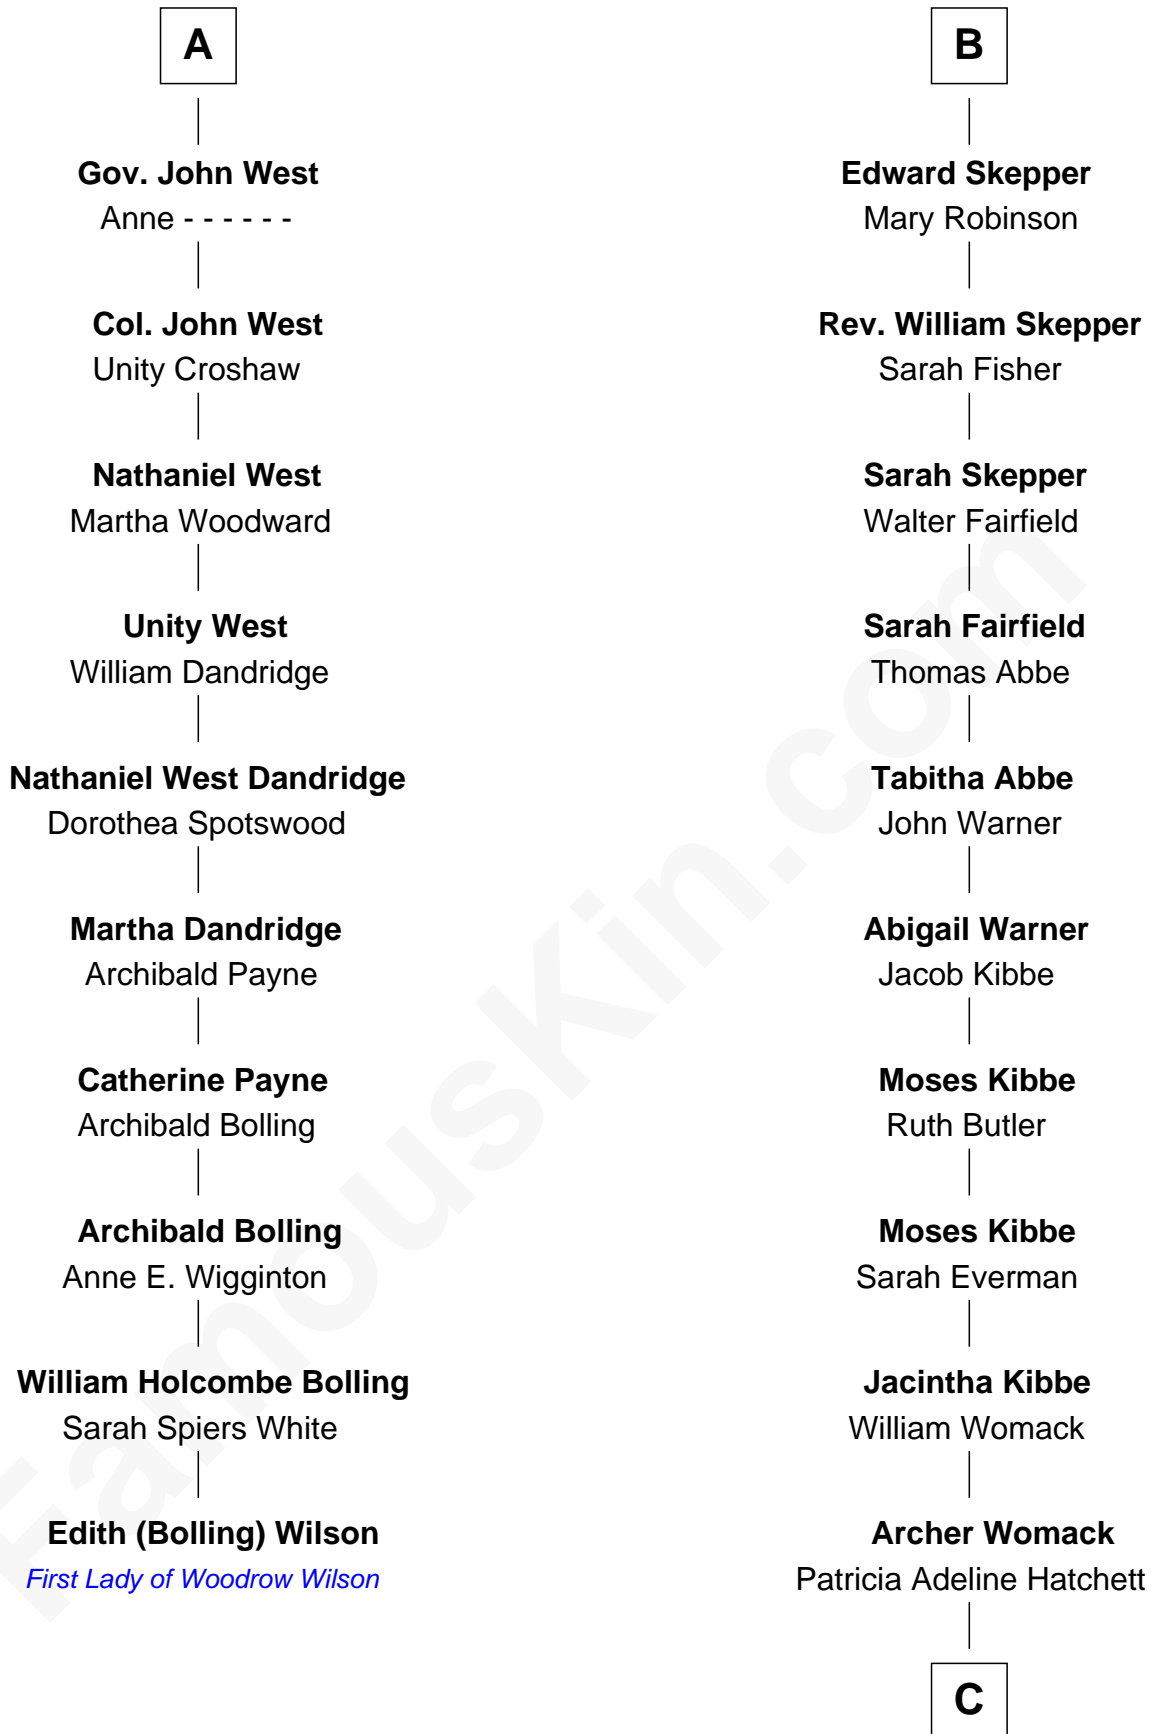 A
Gov. John West
Anne - - - - - -
Col. John West
Unity Croshaw
Nathaniel West
Martha Woodward
Unity West
William Dandridge
Nathaniel West Dandridge
Dorothea Spotswood
Martha Dandridge
Archibald Payne
Catherine Payne
Archibald Bolling
Archibald Bolling
Anne E. Wigginton
William Holcombe Bolling
Sarah Spiers White
Edith (Bolling) Wilson
First Lady of Woodrow Wilson
B
Edward Skepper
Mary Robinson
Rev. William Skepper
Sarah Fisher
Sarah Skepper
Walter Fairfield
Sarah Fairfield
Thomas Abbe
Tabitha Abbe
John Warner
Abigail Warner
Jacob Kibbe
Moses Kibbe
Ruth Butler
Moses Kibbe
Sarah Everman
Jacintha Kibbe
William Womack
Archer Womack
Patricia Adeline Hatchett
C
FamousKin.com